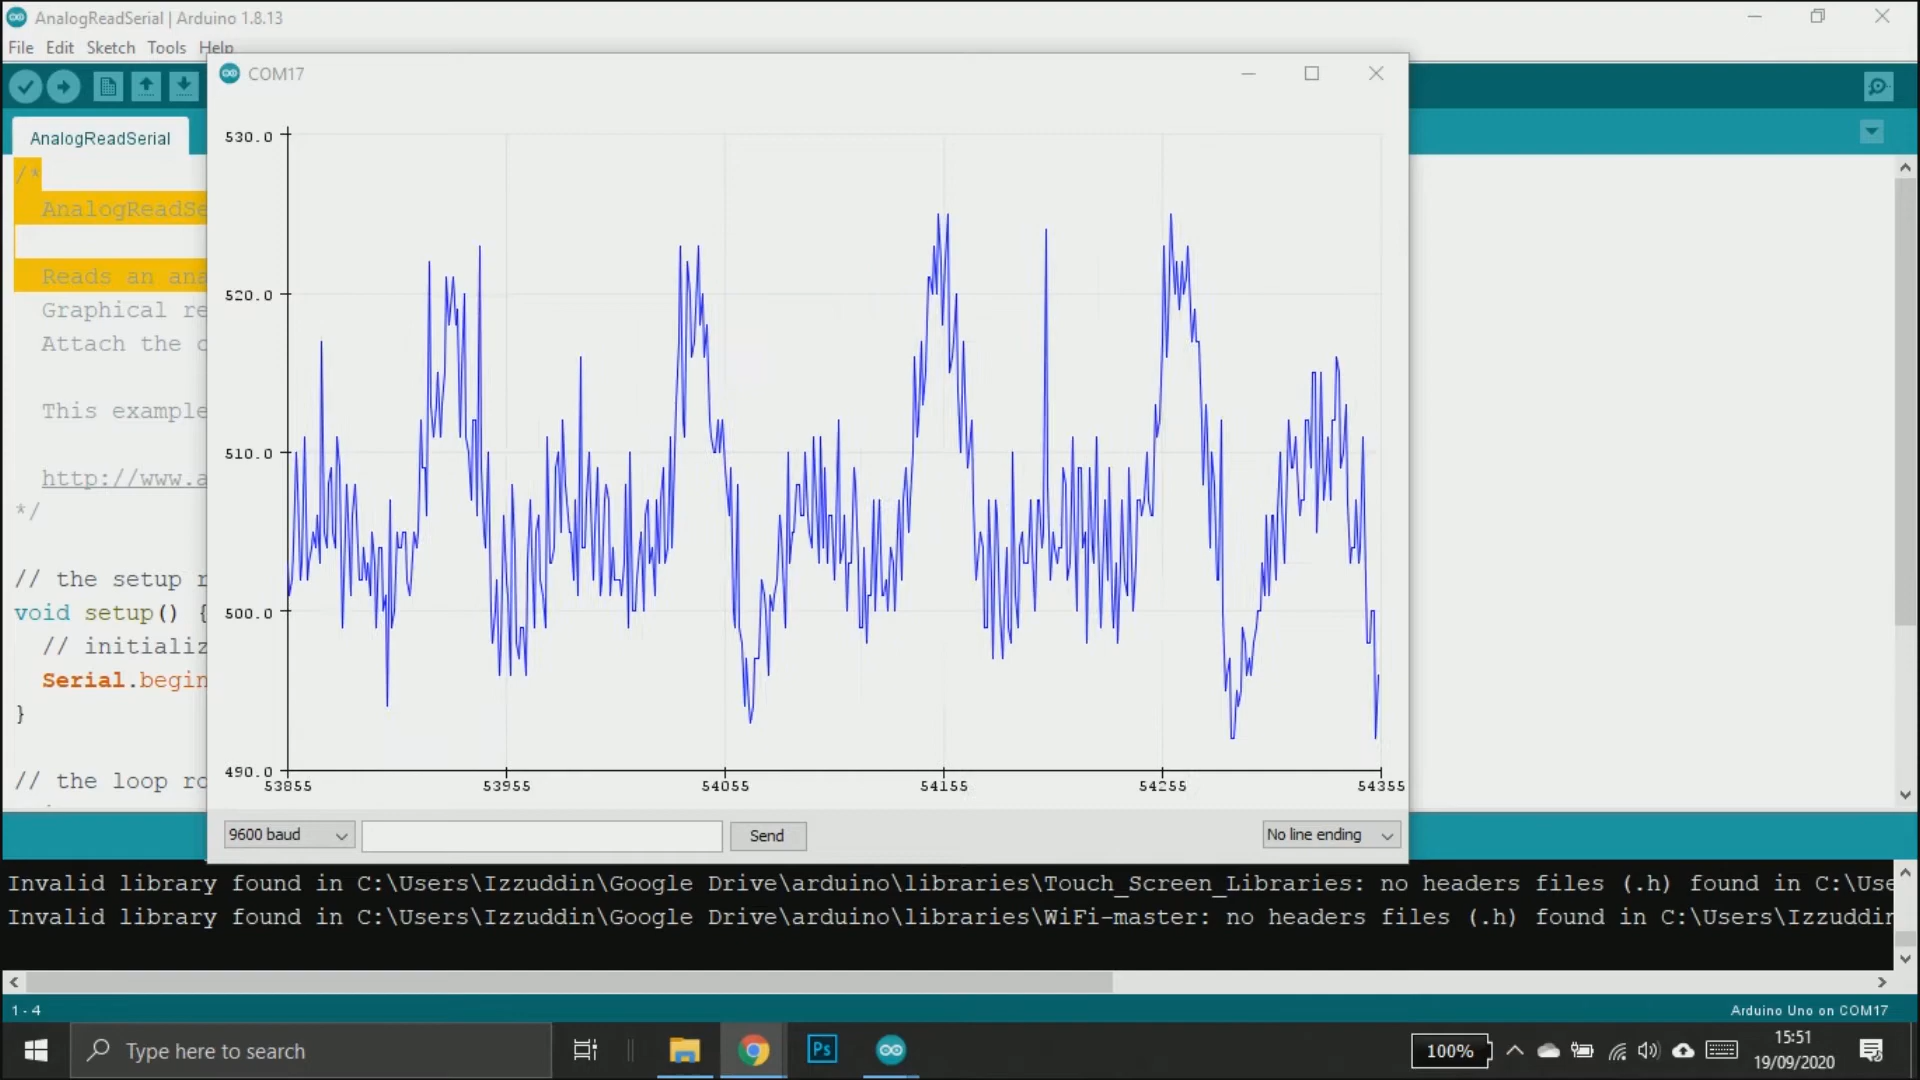 AnalogReadSerial | Arduino 1.8.13
File Edit Sketch Tools Help
COM17
AnalogReadSerial
530.0
520.0
510.0
500.0
490.0
53855 53955 54055 54155 54255 54355
/*
AnalogReadSe
Reads an ana
Graphical re
Attach the c
This example
http://www.a
*/
// the setup r
void setup() {
// initializ
Serial.begin
}
// the loop ro
9600 baud
Send
No line ending
Invalid library found in C:\Users\Izzuddin\Google Drive\arduino\libraries\Touch_Screen_Libraries: no headers files (.h) found in C:\Use
Invalid library found in C:\Users\Izzuddin\Google Drive\arduino\libraries\WiFi-master: no headers files (.h) found in C:\Users\Izzuddin
1 - 4
Arduino Uno on COM17
Type here to search
Ps
100%
15:51
19/09/2020